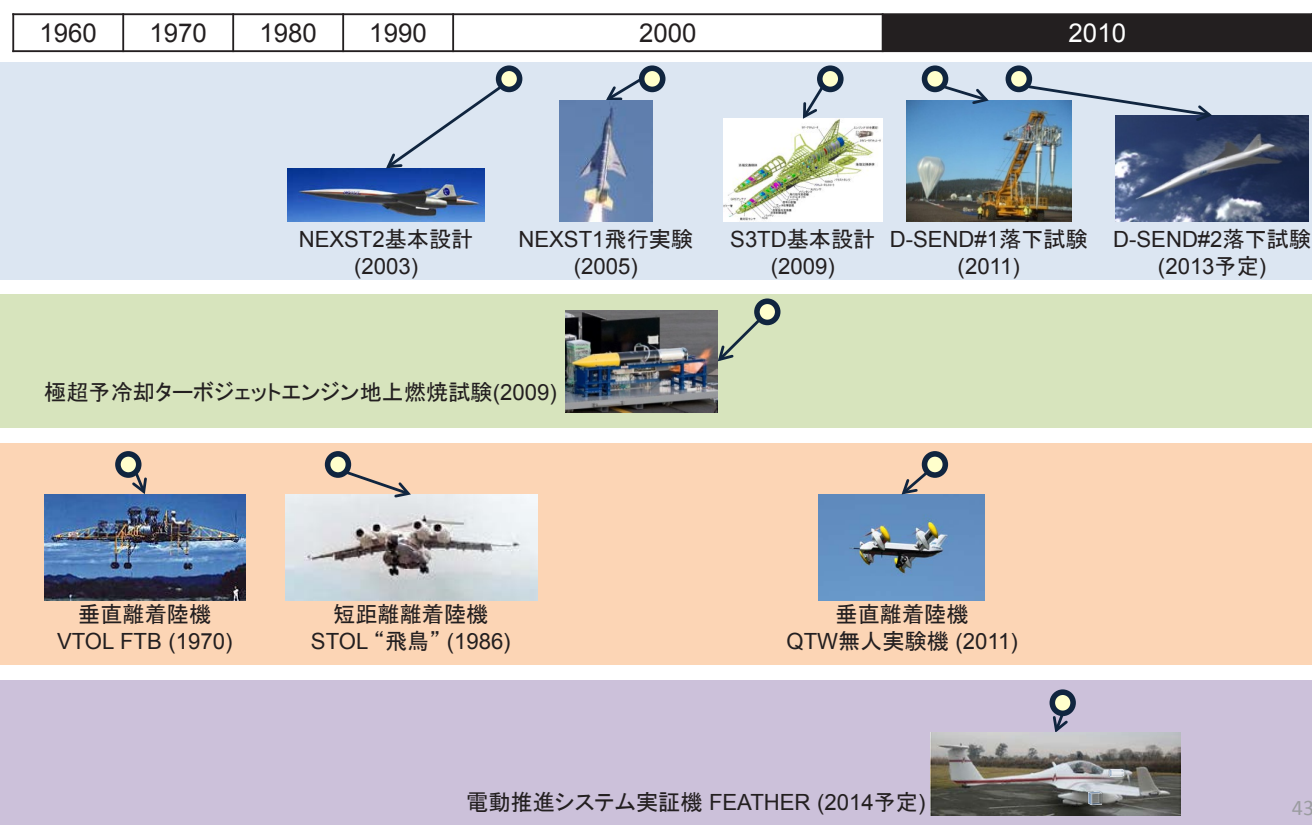 1960 1970 1980 1990 2000 2010
NEXST2基本設計
(2003)
NEXST1飛行実験
(2005)
S3TD基本設計
(2009)
D-SEND#1落下試験
(2011)
D-SEND#2落下試験
(2013予定)
極超予冷却ターボジェットエンジン地上燃焼試験(2009)
垂直離着陸機
VTOL FTB (1970)
短距離離着陸機
STOL “飛鳥” (1986)
垂直離着陸機
QTW無人実験機 (2011)
電動推進システム実証機 FEATHER (2014予定)
43